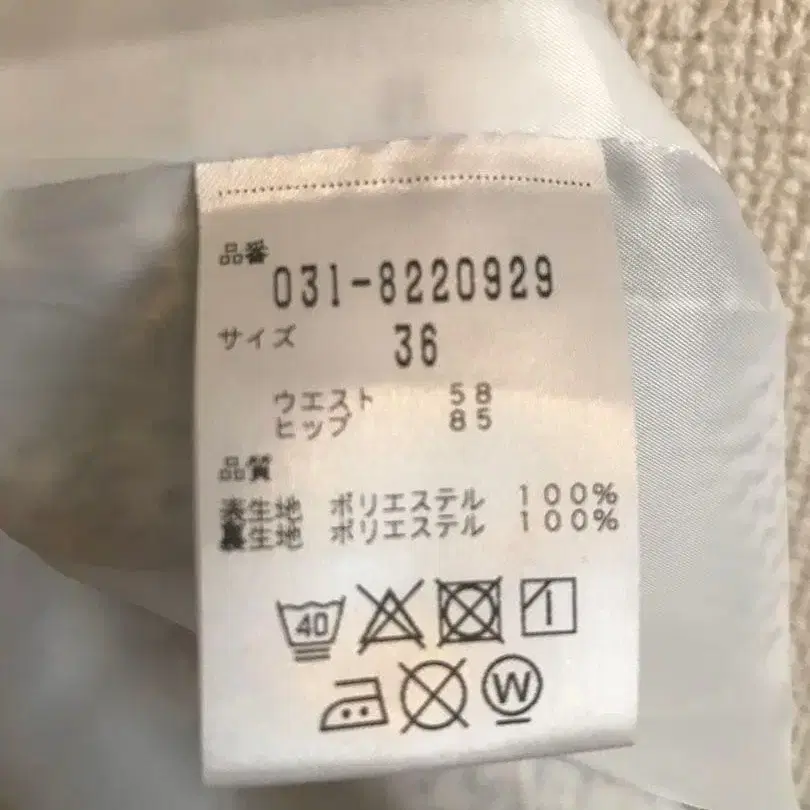 品番
031-8220929
サイズ 36
ウエスト 58
ヒップ 85
品質
表生地 ポリエステル 100%
裏生地 ポリエステル 100%
40
W